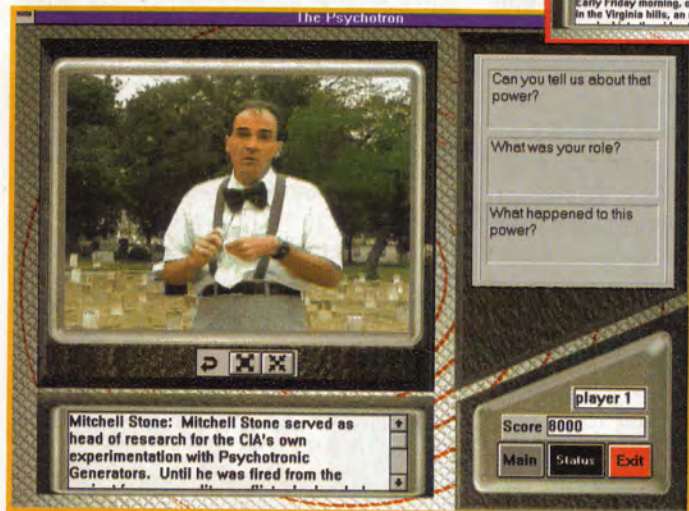 The Psychotron
Early Friday morning,
in the Virginia hills, an
Can you tell us about that
power?
What was your role?
What happened to this
power?
Mitchell Stone: Mitchell Stone served as
head of research for the CIA's own
experimentation with Psychotronic
Generators. Until he was fired from the
player 1
Score 8000
Main Status Exit